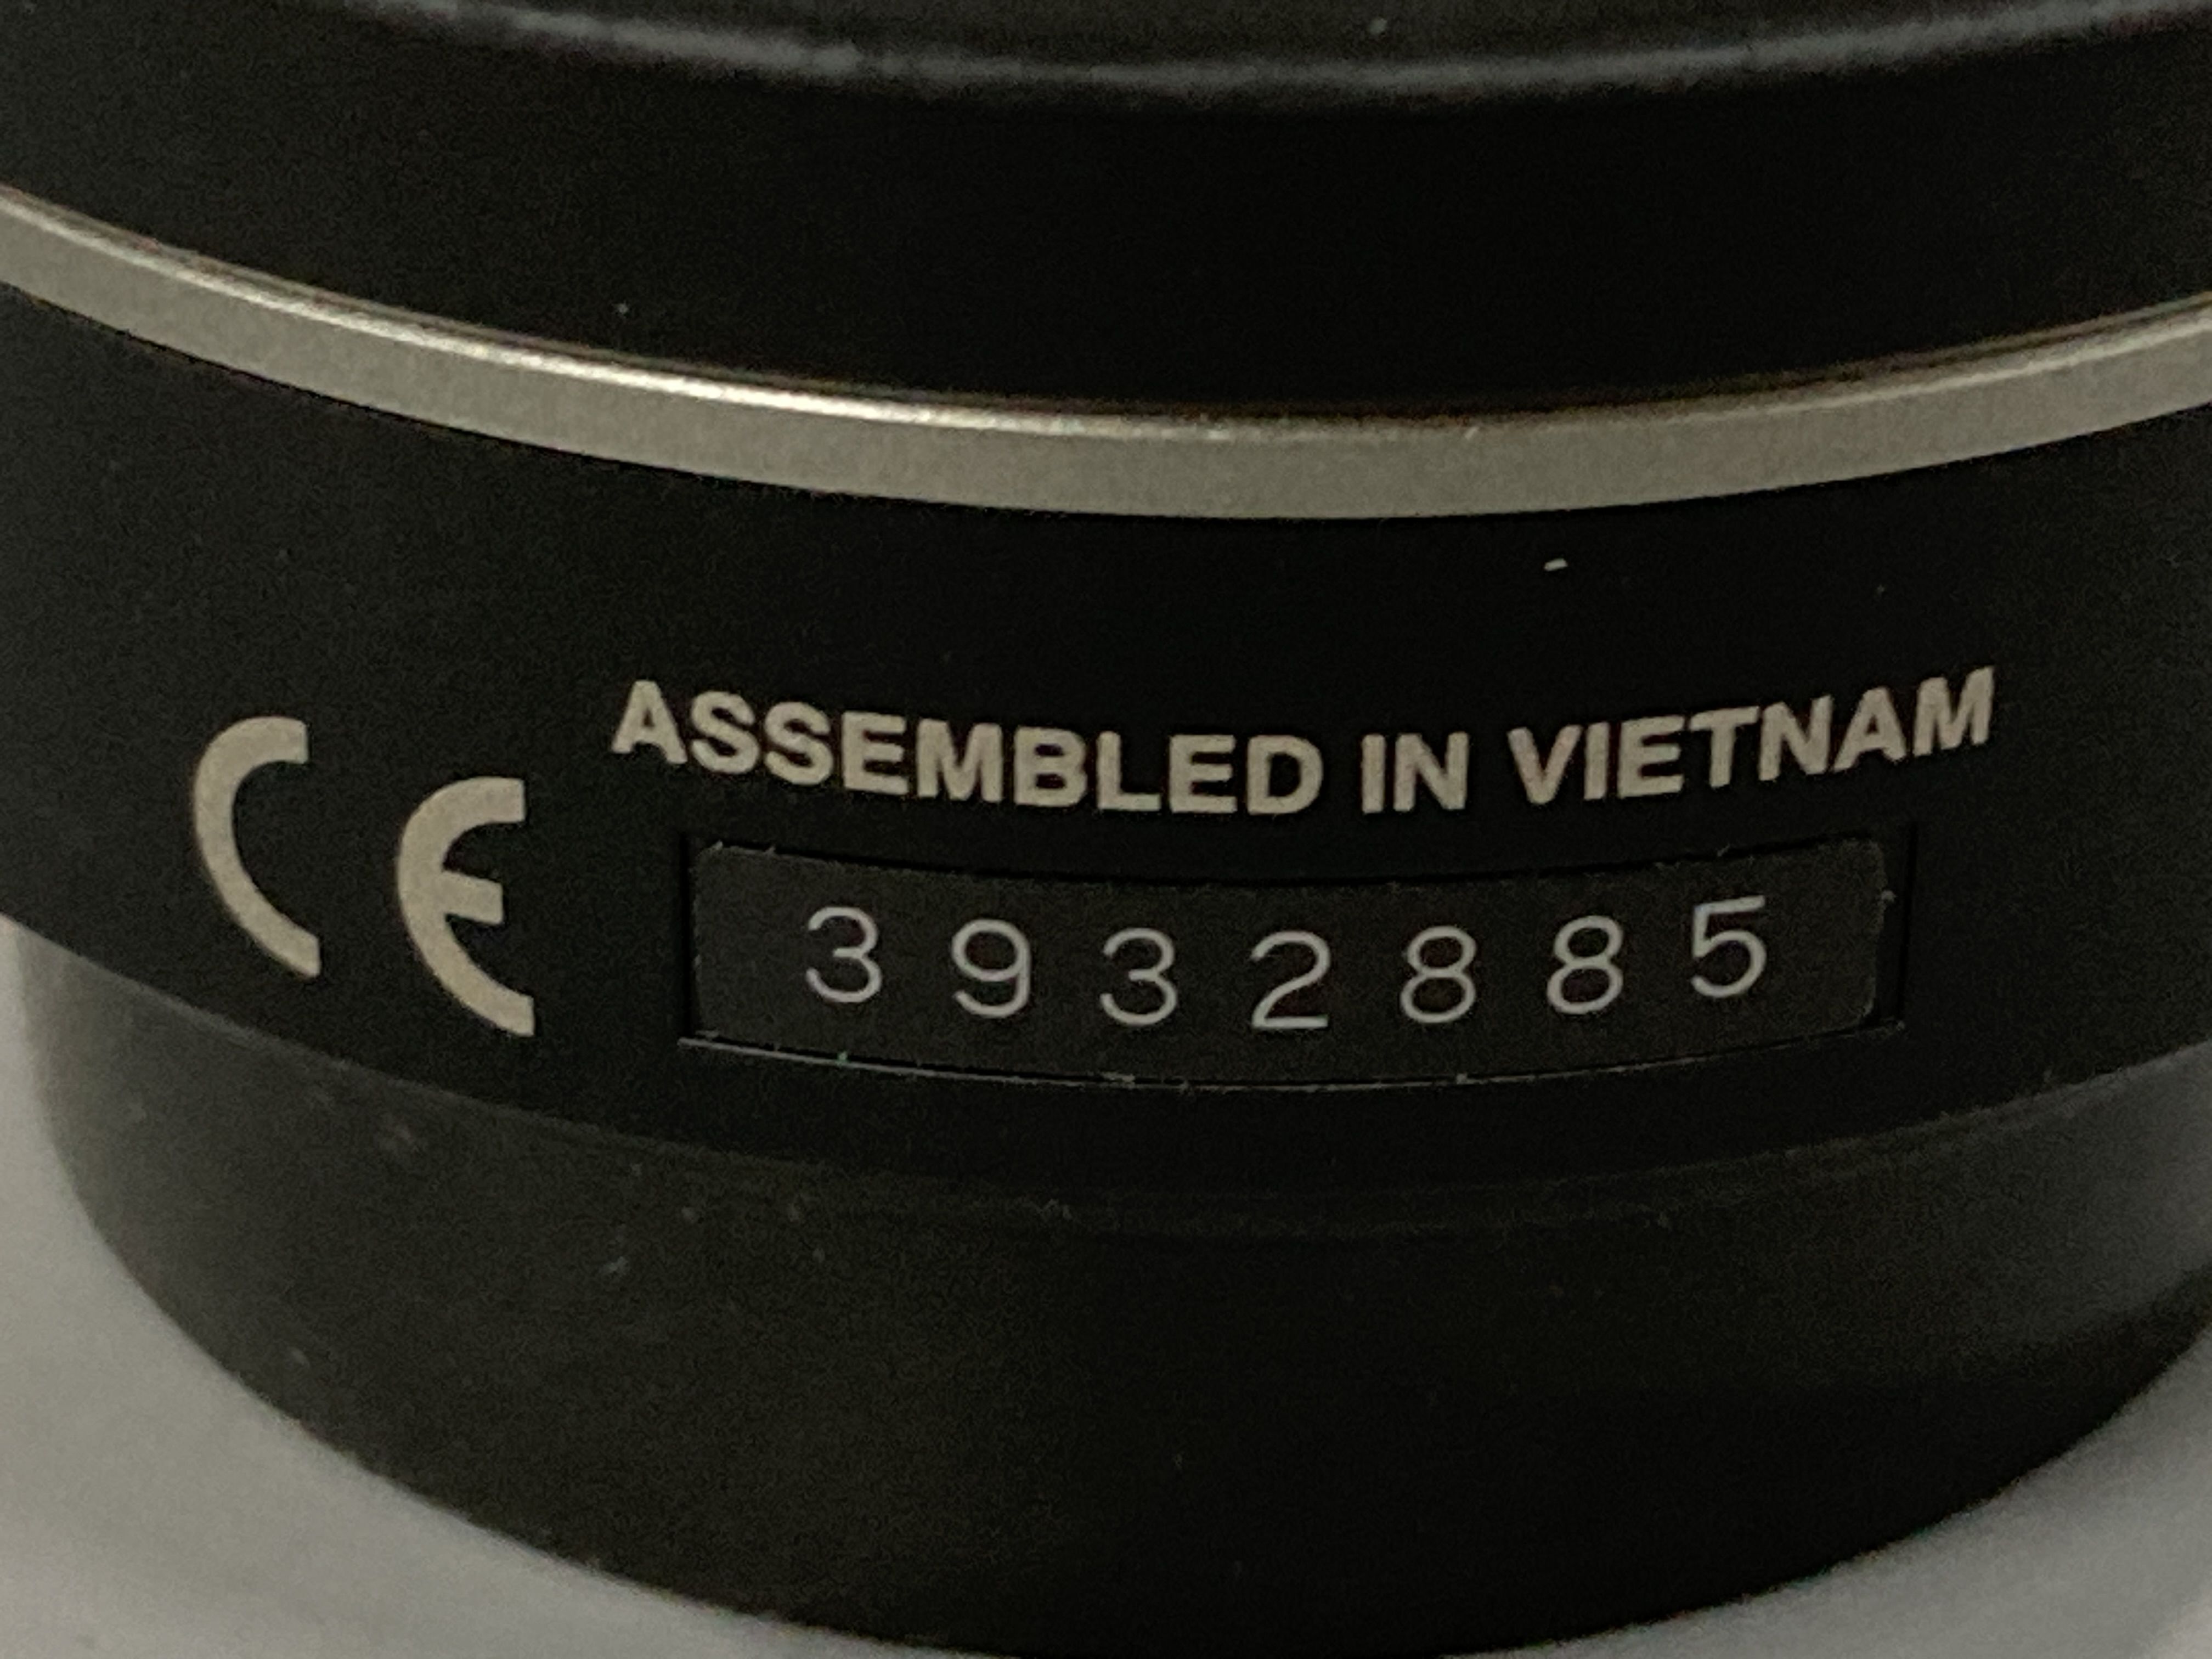 CE
ASSEMBLED IN VIETNAM
3932885